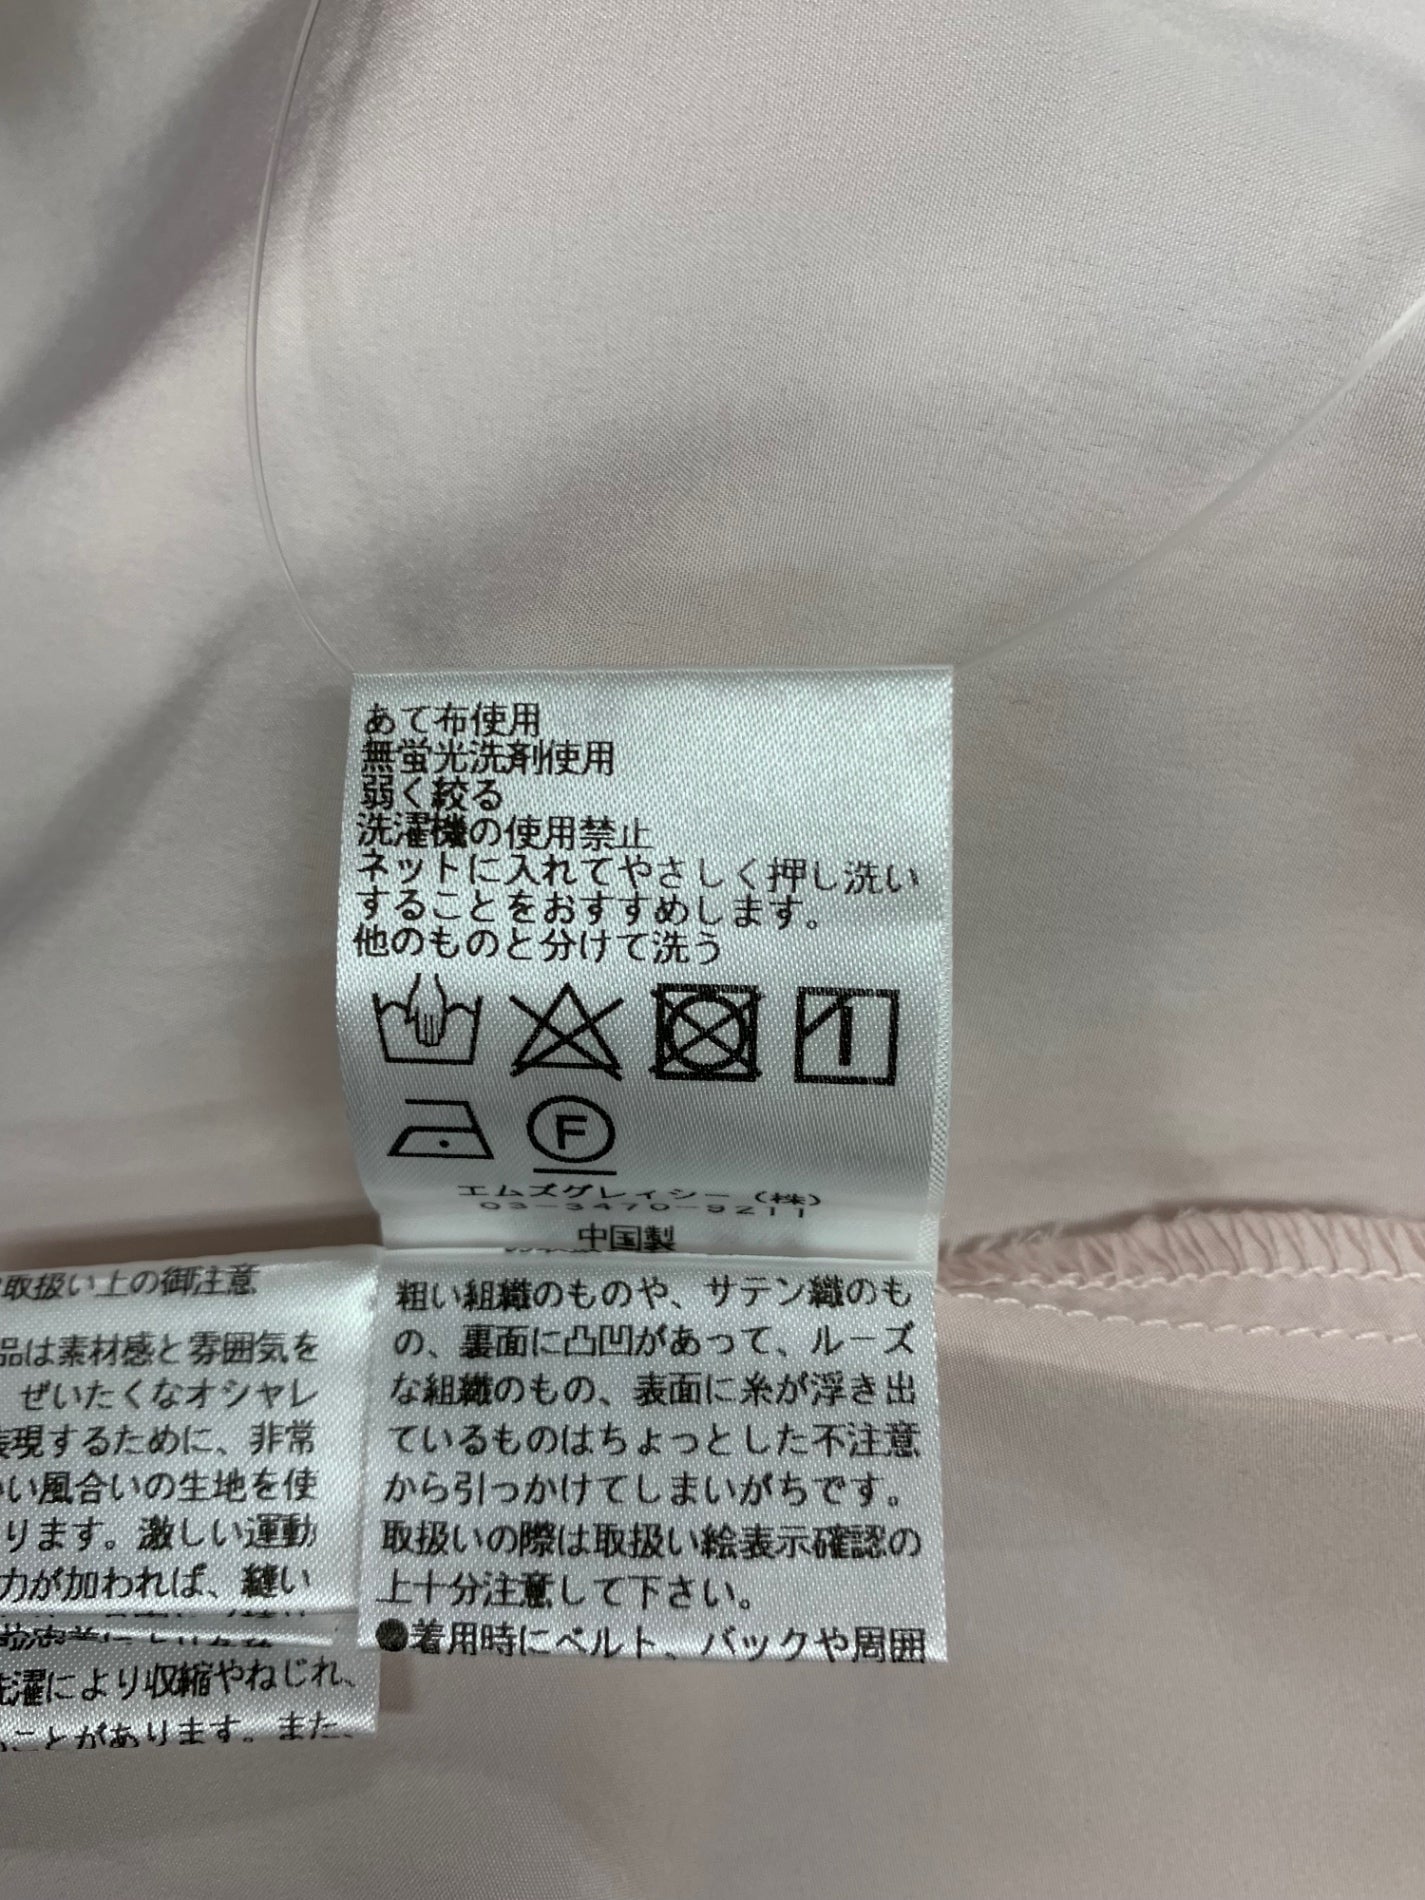 あて布使用
無蛍光洗剤使用
弱く絞る
洗濯機の使用禁止
ネットに入れてやさしく押し洗い
することをおすすめします。
他のものと分けて洗う
F
エムズグレイシー(株)
03-3470-9211
中国製
取扱い上の御注意
品は素材感と雰囲気を
ぜいたくなオシャレ
表現するために、非常
い風合いの生地を使
ります。激しい運動
力が加われば、縫い
洗濯により収縮やねじれ、
ことがあります。また、
粗い組織のものや、サテン織のも
の、裏面に凸凹があって、ルーズ
な組織のもの、表面に糸が浮き出
ているものはちょっとした不注意
から引っかけてしまいがちです。
取扱いの際は取扱い絵表示確認の
上十分注意して下さい。
●着用時にベルト、バックや周囲